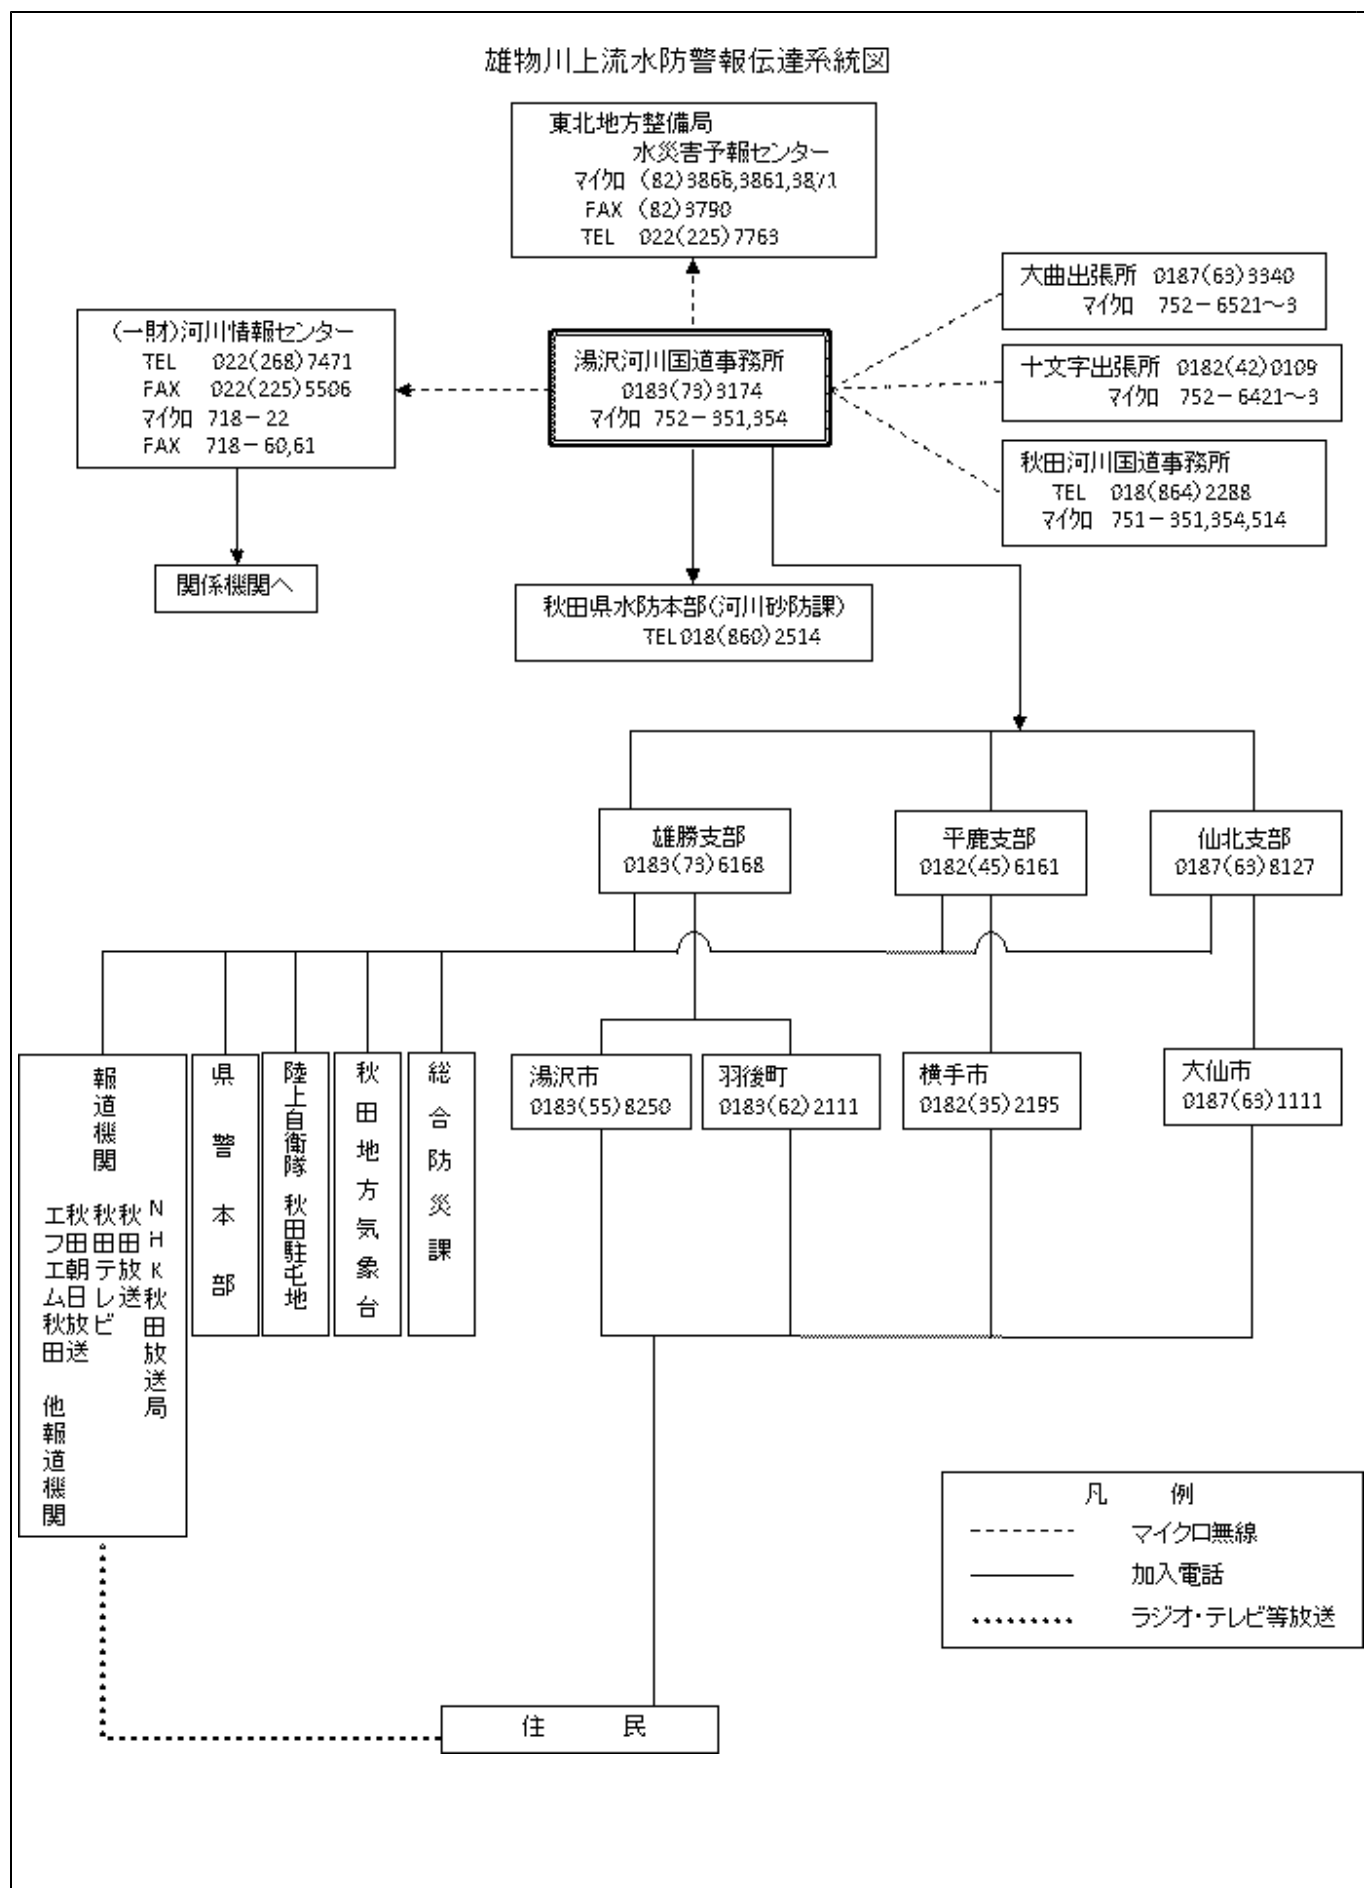 雄物川上流水防警報伝達系統図
東北地方整備局
水災害予報センター
マイクロ (82)3866,3861,3871
FAX (82)3790
TEL 022(225)7763
大曲出張所 0187(63)3340
マイクロ 752－6521～3
(一財)河川情報センター
TEL 022(268)7471
FAX 022(225)5506
マイクロ 718－22
FAX 718－60,61
湯沢河川国道事務所
0183(73)3174
マイクロ 752－351,354
十文字出張所 0182(42)0109
マイクロ 752－6421～3
秋田河川国道事務所
TEL 018(864)2288
マイクロ 751－351,354,514
関係機関へ
秋田県水防本部(河川砂防課)
TEL018(860)2514
雄勝支部
0183(73)6168
平鹿支部
0182(45)6161
仙北支部
0187(63)8127
報道機関
NHK秋田放送局
秋田放送
秋田テレビ
秋田朝日放送
エフエム秋田 他報道機関
県警本部
陸上自衛隊 秋田駐屯地
秋田地方気象台
総合防災課
湯沢市
0183(55)8250
羽後町
0183(62)2111
横手市
0182(35)2195
大仙市
0187(63)1111
凡 例
マイクロ無線
加入電話
ラジオ・テレビ等放送
住 民